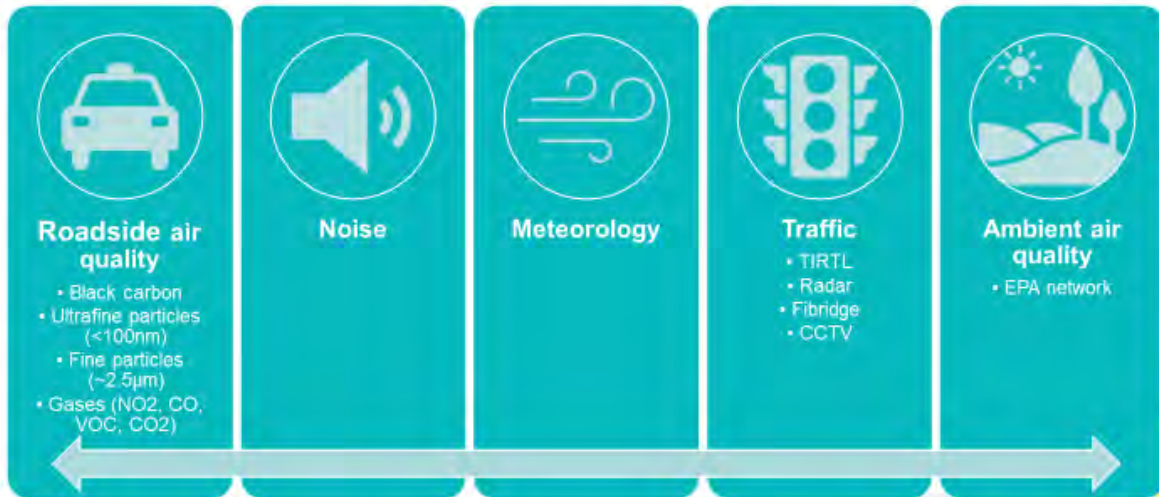 Roadside air
quality
• Black carbon
• Ultrafine particles
(<100nm)
• Fine particles
(~2.5µm)
• Gases (NO2, CO,
VOC, CO2)
Noise
Meteorology
Traffic
• TIRTL
• Radar
• Fibridge
• CCTV
Ambient air
quality
• EPA network